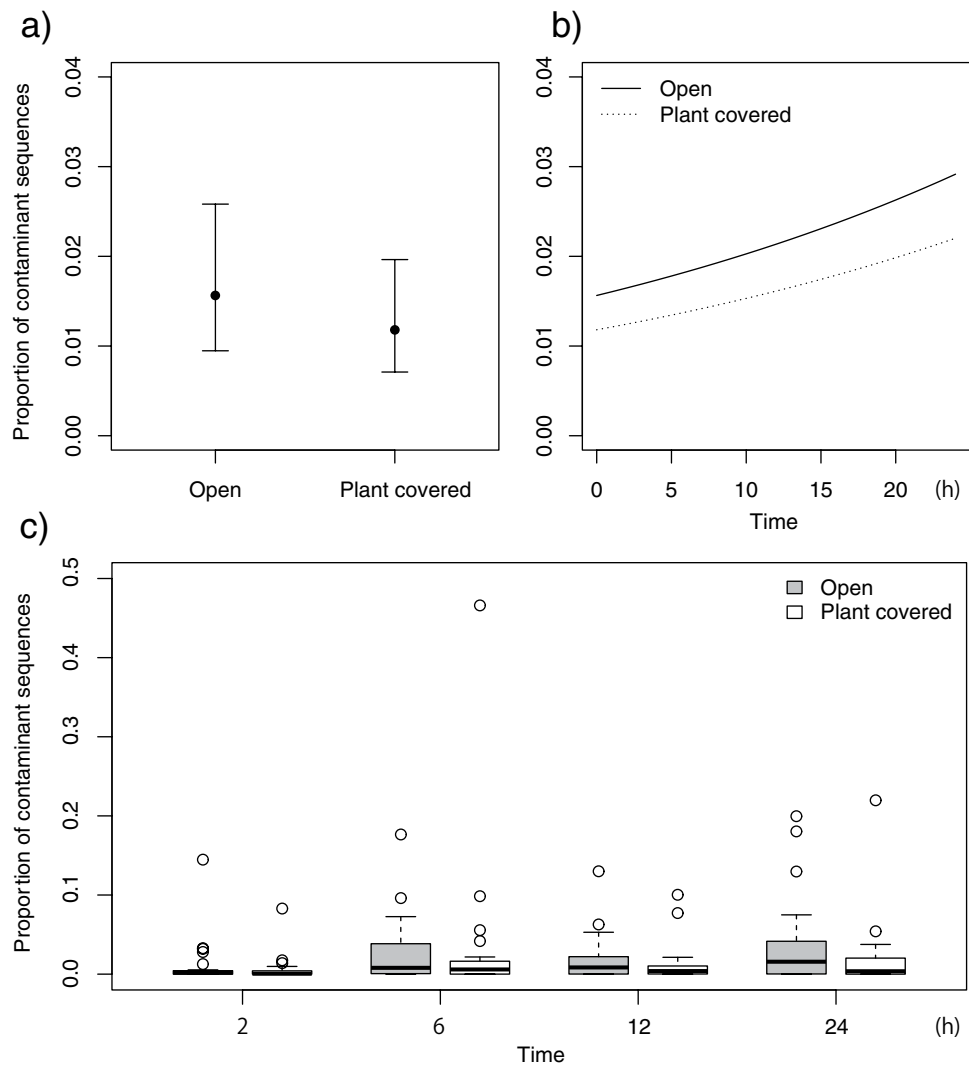 a)
Proportion of contaminant sequences
0.04
0.03
0.02
0.01
0.00
Open Plant covered
b)
0.04
0.03
0.02
0.01
0.00
Open
Plant covered
0 5 10 15 20 (h)
Time
c)
Proportion of contaminant sequences
0.5
0.4
0.3
0.2
0.1
0.0
Open
Plant covered
2 6 12 24 (h)
Time